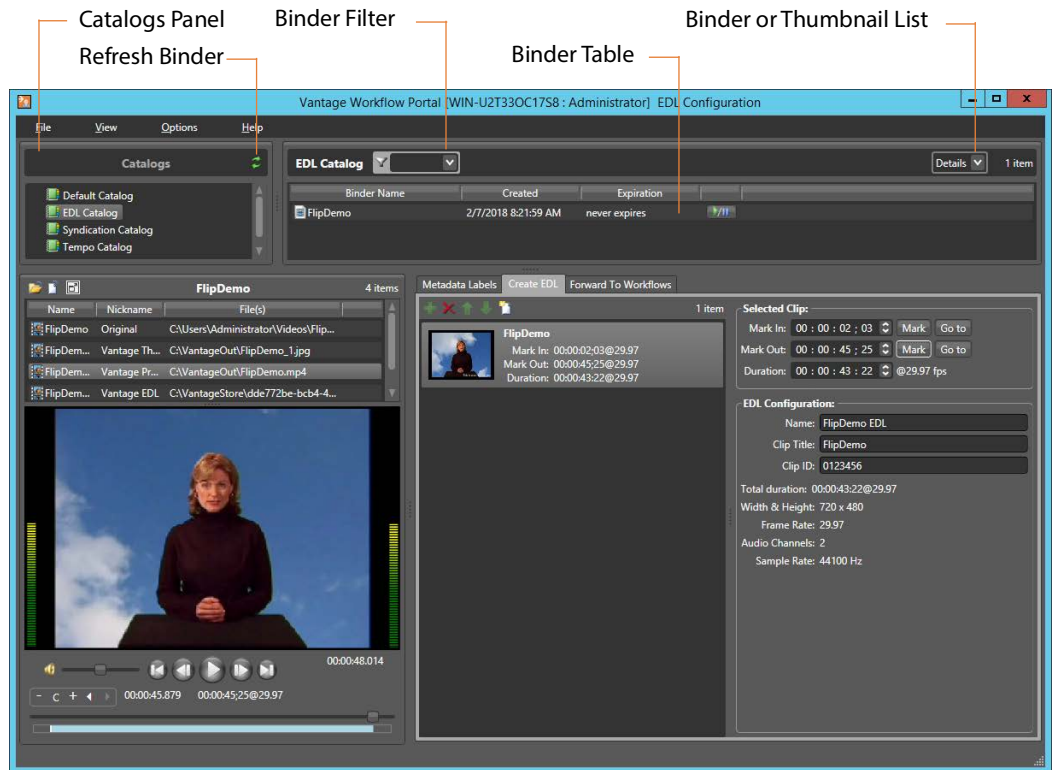 Catalogs Panel
Binder Filter
Binder or Thumbnail List
Refresh Binder
Binder Table
Vantage Workflow Portal [WIN-U2T33OC17S8 : Administrator] EDL Configuration
File View Options Help
Catalogs
EDL Catalog
Details
1 item
Default Catalog
EDL Catalog
Syndication Catalog
Tempo Catalog
Binder Name Created Expiration
FlipDemo 2/7/2018 8:21:59 AM never expires
FlipDemo 4 items
Name Nickname File(s)
FlipDemo Original C:\Users\Administrator\Videos\Flip...
FlipDem... Vantage Th... C:\VantageOut\FlipDemo_1.jpg
FlipDem... Vantage Pr... C:\VantageOut\FlipDemo.mp4
FlipDem... Vantage EDL C:\VantageStore\dde772be-bcb4-4...
00:00:48.014
- c +
00:00:45.879 00:00:45;25@29.97
Metadata Labels Create EDL Forward To Workflows
1 item
FlipDemo
Mark In: 00:00:02;03@29.97
Mark Out: 00:00:45;25@29.97
Duration: 00:00:43:22@29.97
Selected Clip:
Mark In: 00 : 00 : 02 ; 03 Mark Go to
Mark Out: 00 : 00 : 45 ; 25 Mark Go to
Duration: 00 : 00 : 43 : 22 @29.97 fps
EDL Configuration:
Name: FlipDemo EDL
Clip Title: FlipDemo
Clip ID: 0123456
Total duration: 00:00:43:22@29.97
Width & Height: 720 x 480
Frame Rate: 29.97
Audio Channels: 2
Sample Rate: 44100 Hz